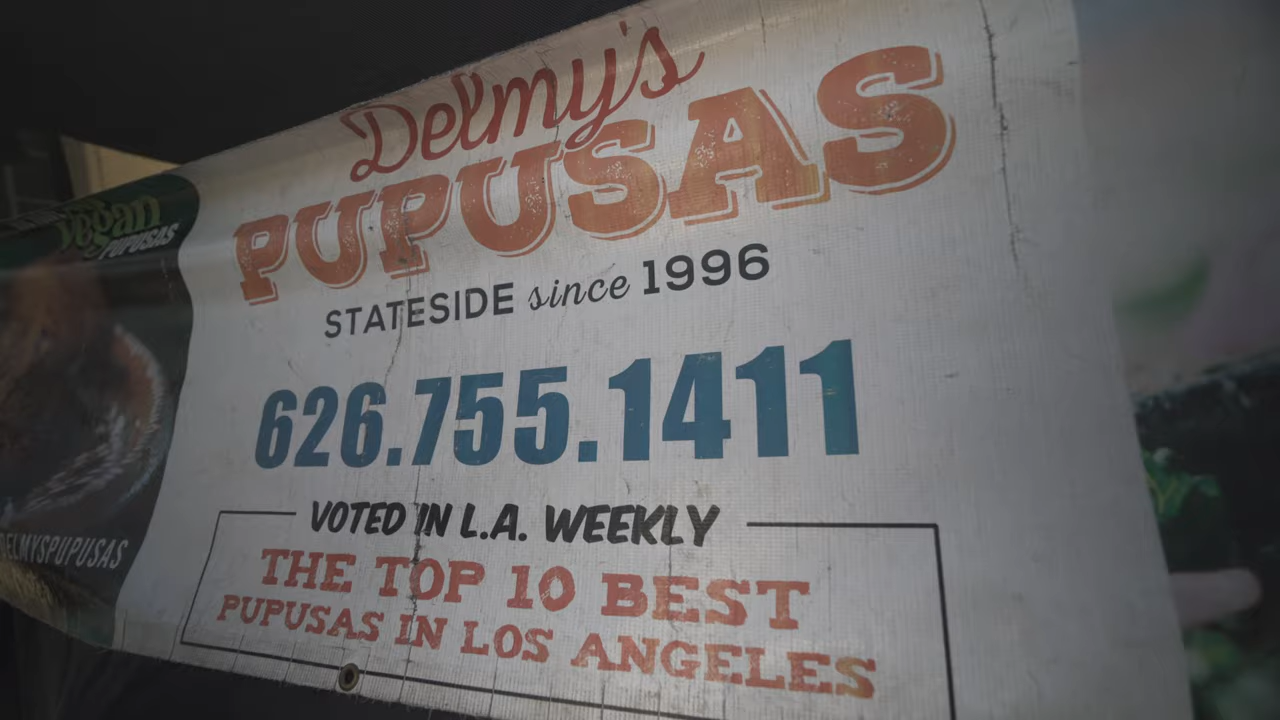 Delmy's
PUPUSAS
STATESIDE since 1996
626.755.1411
VOTED IN L.A. WEEKLY
THE TOP 10 BEST
PUPUSAS IN LOS ANGELES
Vegan
PUPUSAS
DELMYSPUPUSAS